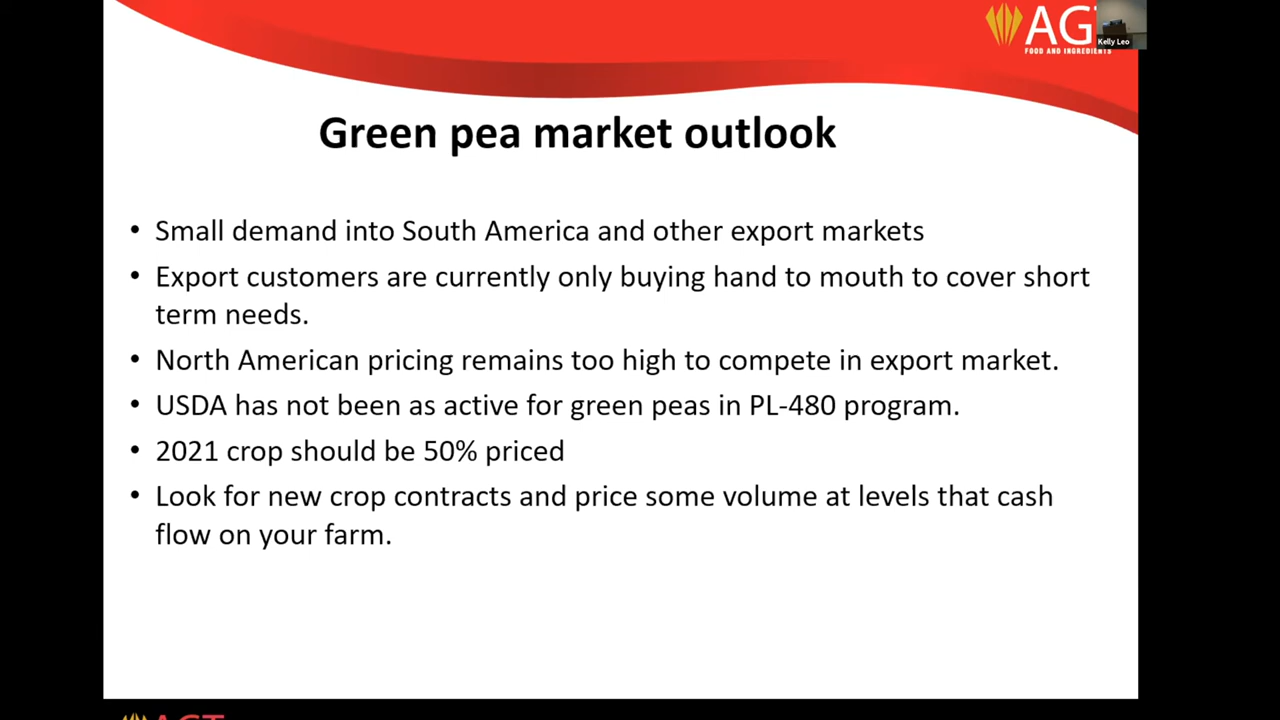 AG
Kelly Leo
FOOD AND INGREDIENTS
Green pea market outlook
• Small demand into South America and other export markets
• Export customers are currently only buying hand to mouth to cover short
term needs.
• North American pricing remains too high to compete in export market.
• USDA has not been as active for green peas in PL-480 program.
• 2021 crop should be 50% priced
• Look for new crop contracts and price some volume at levels that cash
flow on your farm.
AGT